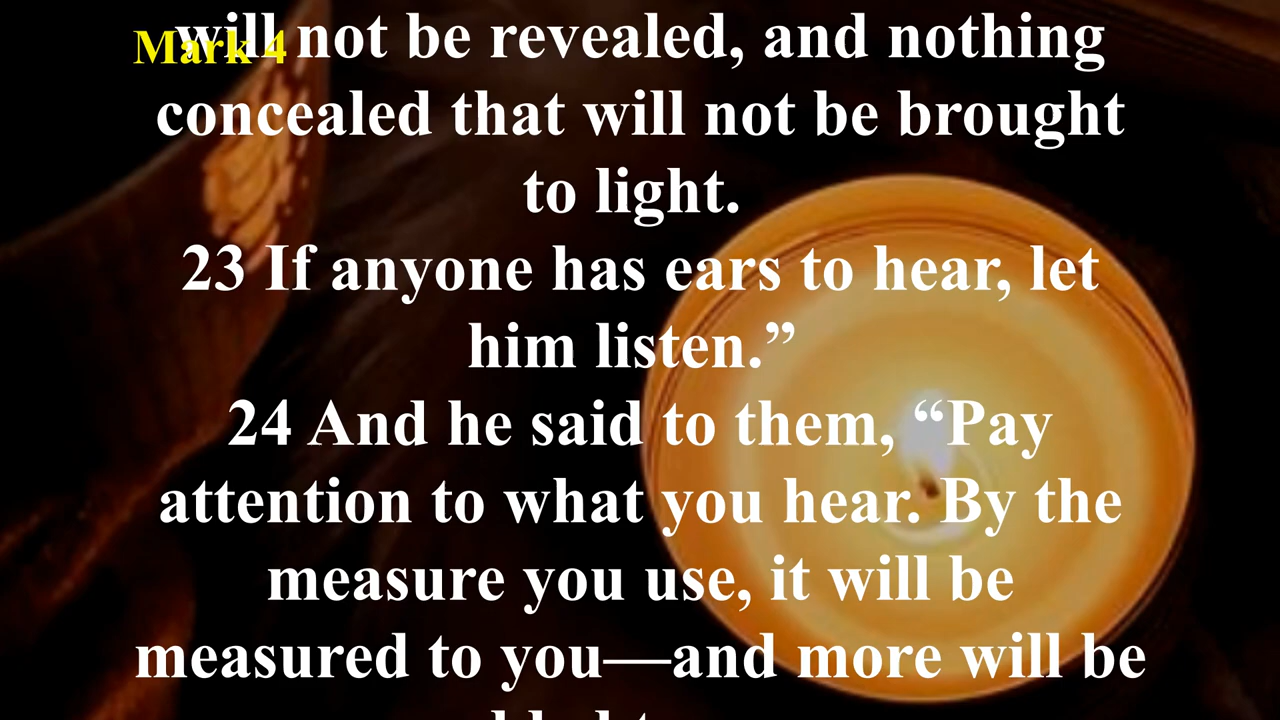 Mark 4
will not be revealed, and nothing
concealed that will not be brought
to light.
23 If anyone has ears to hear, let
him listen.”
24 And he said to them, “Pay
attention to what you hear. By the
measure you use, it will be
measured to you—and more will be